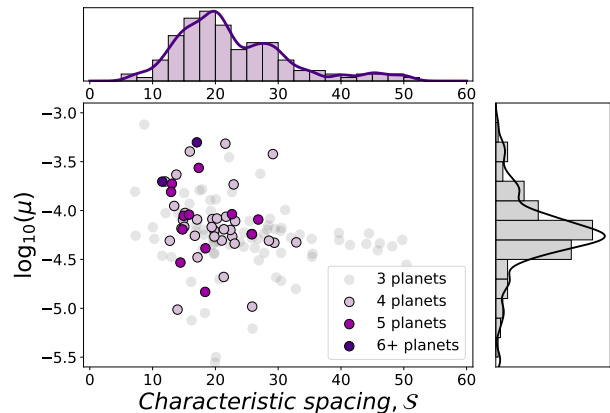 0 10 20 30 40 50 60
−3.0
−3.5
−4.0
−4.5
−5.0
−5.5
log₁₀(μ)
3 planets
4 planets
5 planets
6+ planets
0 10 20 30 40 50 60
Characteristic spacing, S